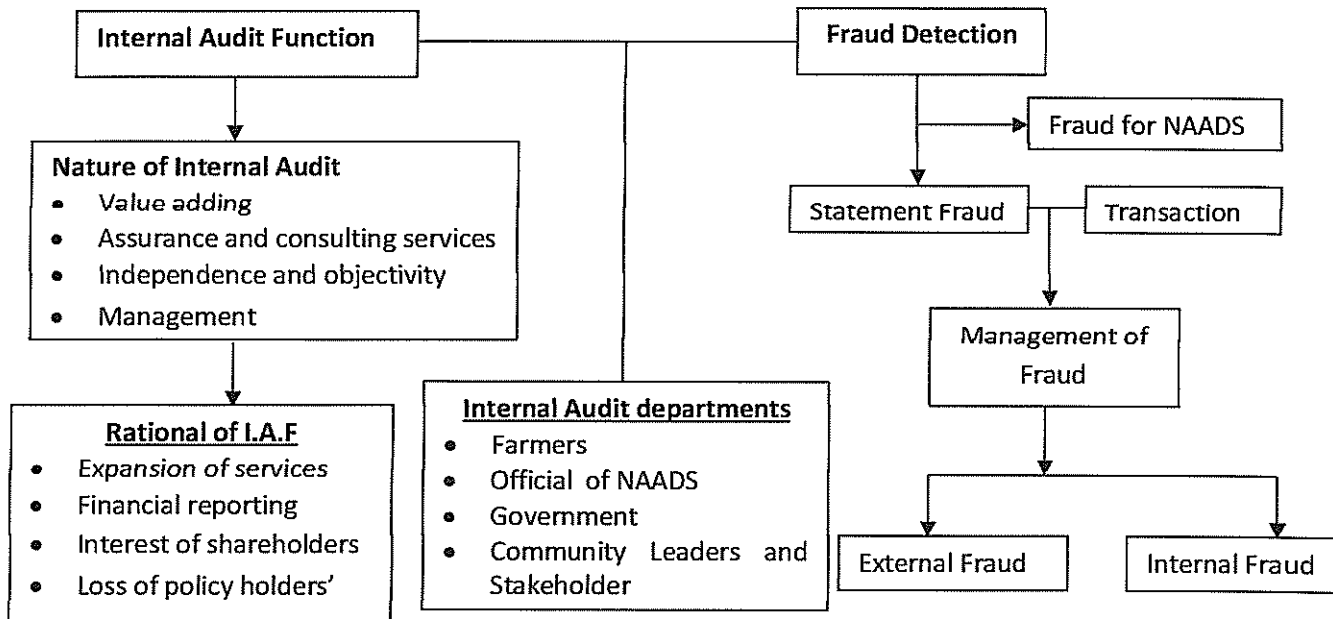 Internal Audit Function
Fraud Detection
Fraud for NAADS
Nature of Internal Audit
• Value adding
• Assurance and consulting services
• Independence and objectivity
• Management
Statement Fraud
Transaction
Management of
Fraud
Rational of I.A.F
• Expansion of services
• Financial reporting
• Interest of shareholders
• Loss of policy holders’
Internal Audit departments
• Farmers
• Official of NAADS
• Government
• Community Leaders and
Stakeholder
External Fraud
Internal Fraud